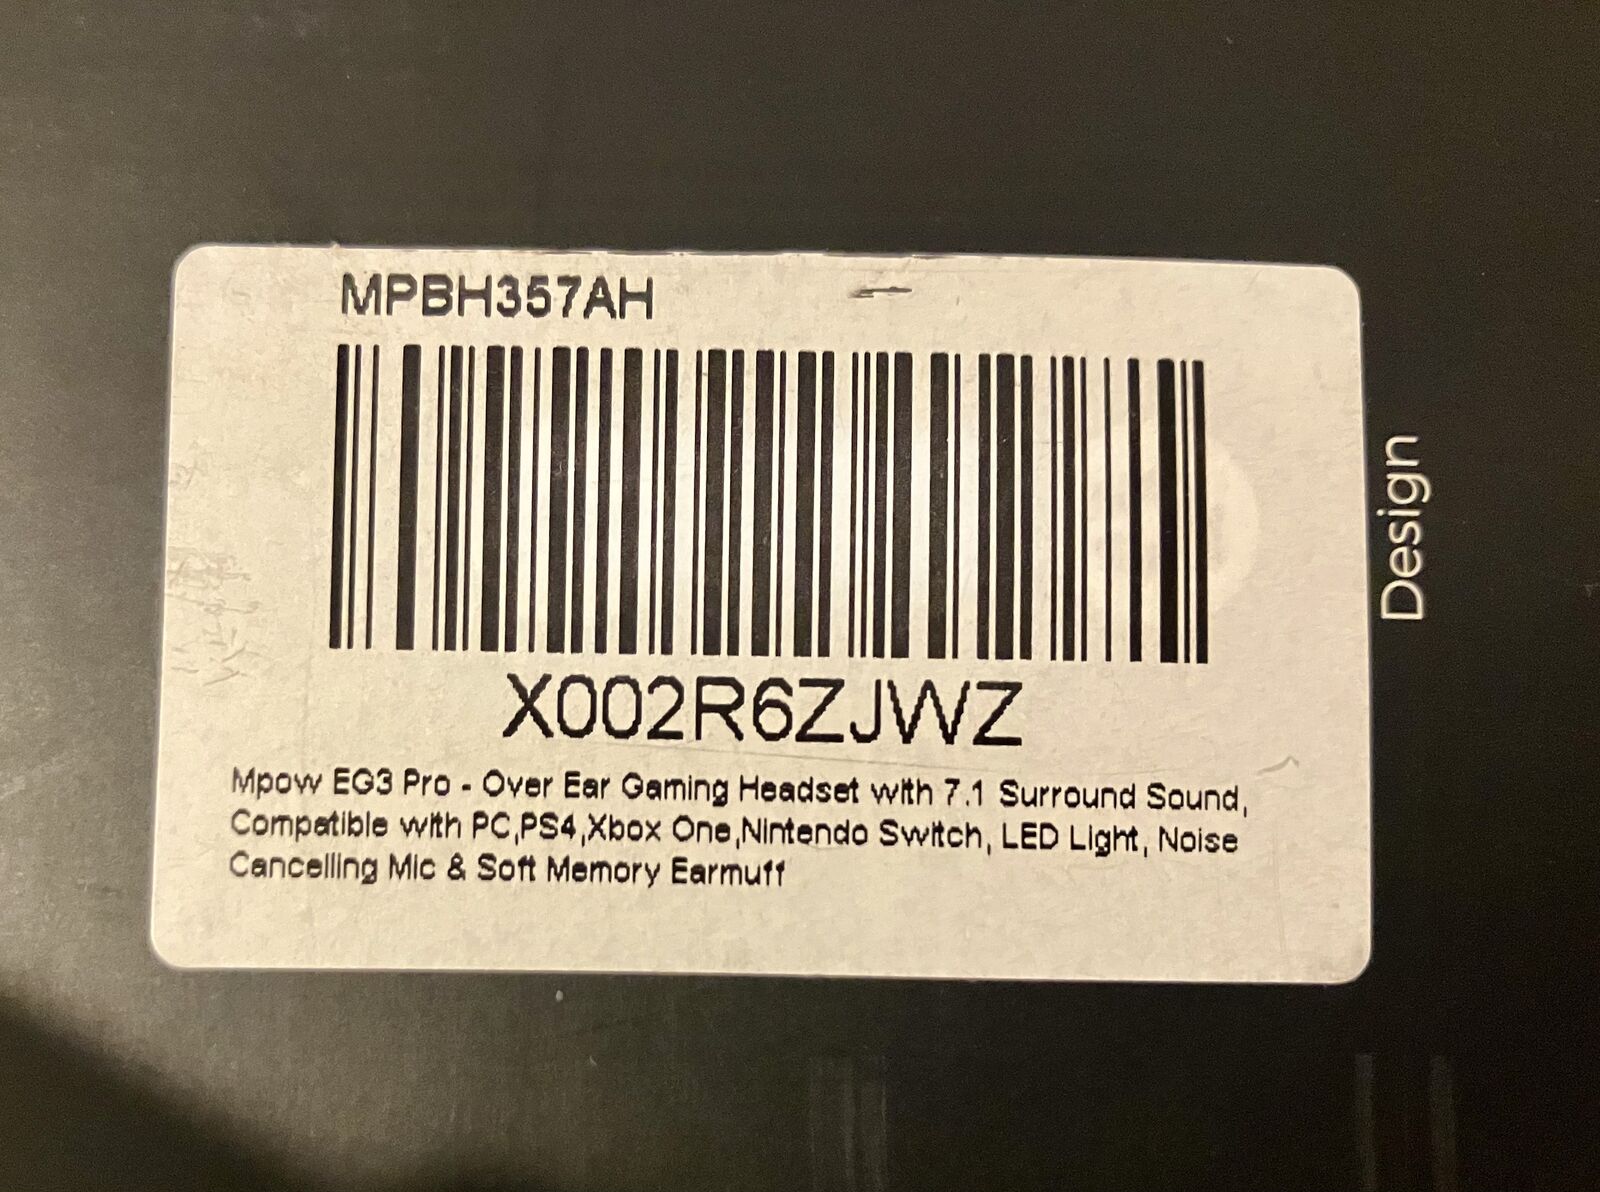 MPBH357AH
X002R6ZJWZ
Mpow EG3 Pro - Over Ear Gaming Headset with 7.1 Surround Sound,
Compatible with PC,PS4,Xbox One,Nintendo Switch, LED Light, Noise
Cancelling Mic & Soft Memory Earmuff
Design